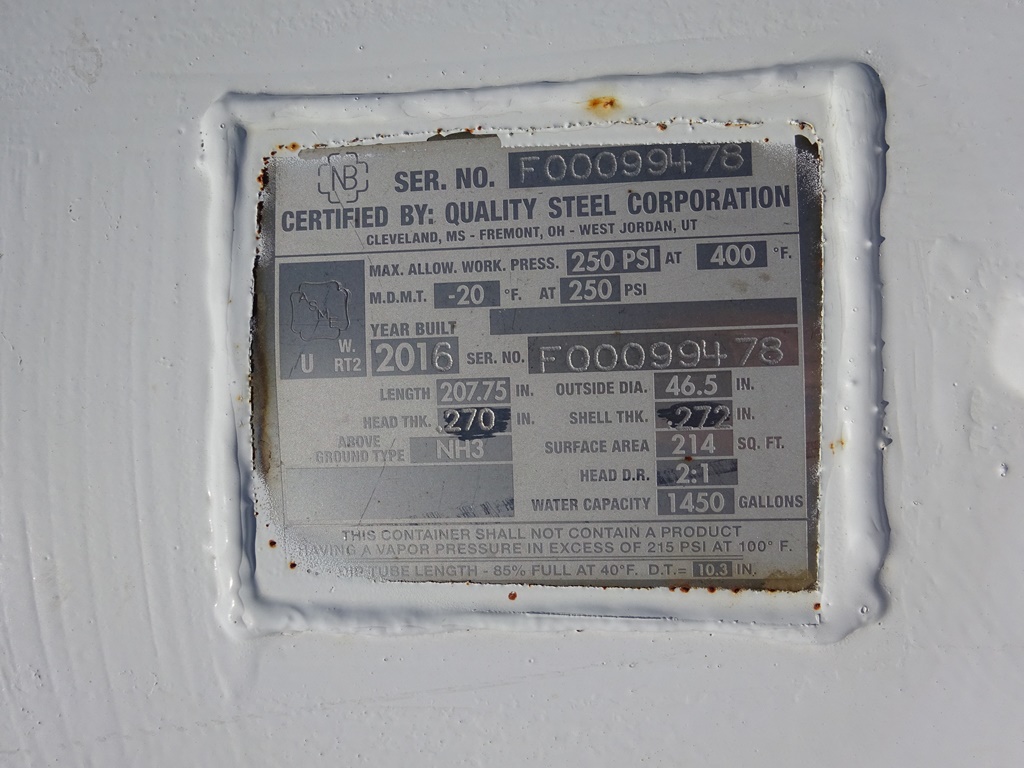 NB SER. NO. F00099478
CERTIFIED BY: QUALITY STEEL CORPORATION
CLEVELAND, MS - FREMONT, OH - WEST JORDAN, UT
MAX. ALLOW. WORK. PRESS. 250 PSI AT 400 °F.
M.D.M.T. -20 °F. AT 250 PSI
ASME
YEAR BUILT
U W. RT2 2016 SER. NO. F00099478
LENGTH 207.75 IN. OUTSIDE DIA. 46.5 IN.
HEAD THK. .270 IN. SHELL THK. .272 IN.
ABOVE GROUND TYPE NH3 SURFACE AREA 214 SQ. FT.
HEAD D.R. 2:1
WATER CAPACITY 1450 GALLONS
THIS CONTAINER SHALL NOT CONTAIN A PRODUCT
HAVING A VAPOR PRESSURE IN EXCESS OF 215 PSI AT 100° F.
TUBE LENGTH - 85% FULL AT 40°F. D.T.= 10.3 IN.